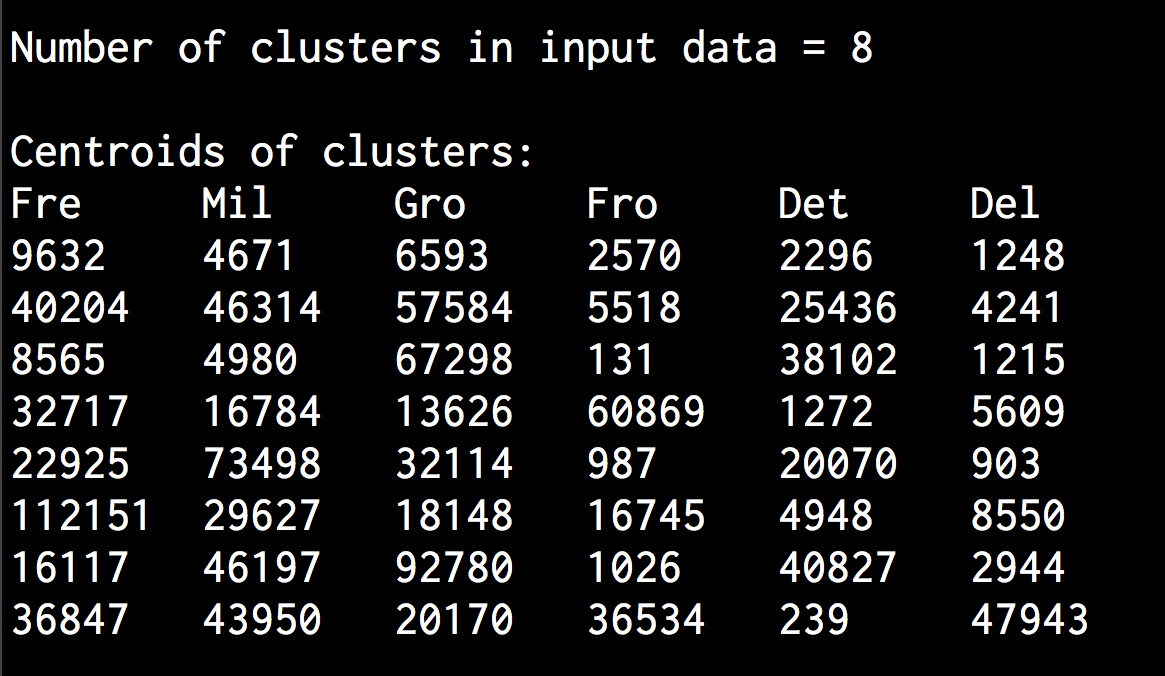 Number of clusters in input data = 8
Centroids of clusters:
Fre Mil Gro Fro Det Del
9632 4671 6593 2570 2296 1248
40204 46314 57584 5518 25436 4241
8565 4980 67298 131 38102 1215
32717 16784 13626 60869 1272 5609
22925 73498 32114 987 20070 903
112151 29627 18148 16745 4948 8550
16117 46197 92780 1026 40827 2944
36847 43950 20170 36534 239 47943